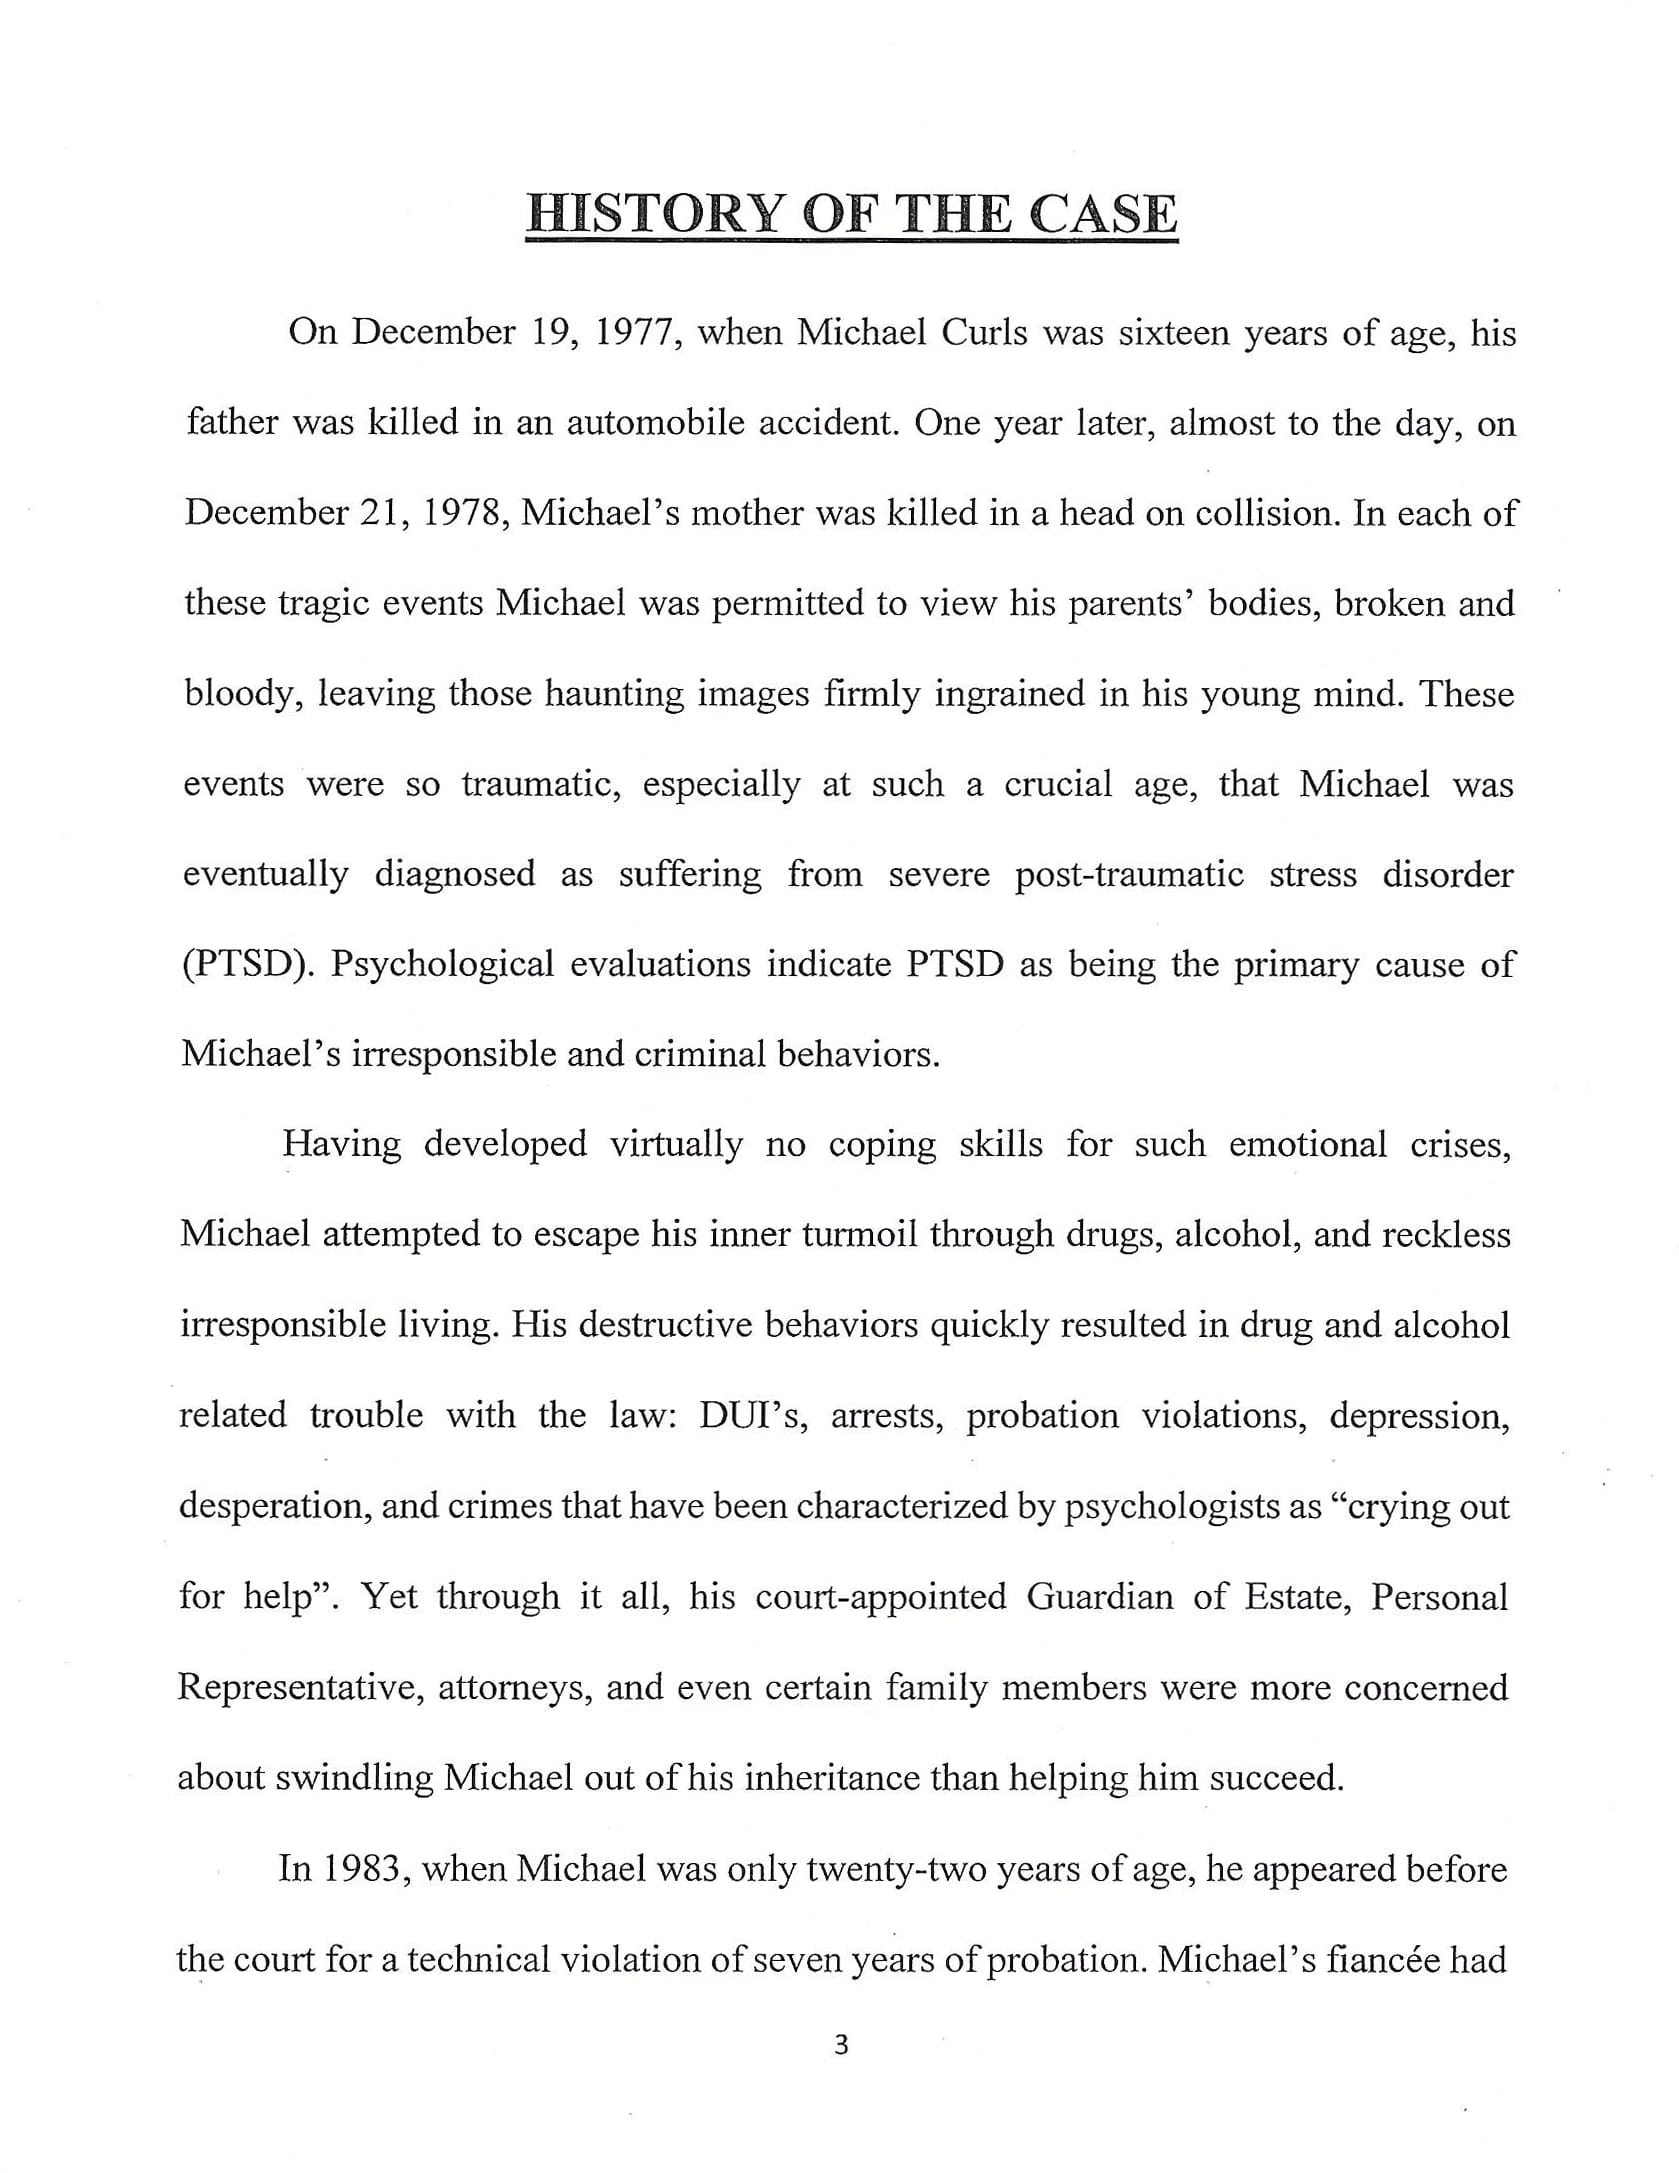 HISTORY OF THE CASE
On December 19, 1977, when Michael Curls was sixteen years of age, his
father was killed in an automobile accident. One year later, almost to the day, on
December 21, 1978, Michael’s mother was killed in a head on collision. In each of
these tragic events Michael was permitted to view his parents’ bodies, broken and
bloody, leaving those haunting images firmly ingrained in his young mind. These
events were so traumatic, especially at such a crucial age, that Michael was
eventually diagnosed as suffering from severe post-traumatic stress disorder
(PTSD). Psychological evaluations indicate PTSD as being the primary cause of
Michael’s irresponsible and criminal behaviors.
Having developed virtually no coping skills for such emotional crises,
Michael attempted to escape his inner turmoil through drugs, alcohol, and reckless
irresponsible living. His destructive behaviors quickly resulted in drug and alcohol
related trouble with the law: DUI’s, arrests, probation violations, depression,
desperation, and crimes that have been characterized by psychologists as “crying out
for help”. Yet through it all, his court-appointed Guardian of Estate, Personal
Representative, attorneys, and even certain family members were more concerned
about swindling Michael out of his inheritance than helping him succeed.
In 1983, when Michael was only twenty-two years of age, he appeared before
the court for a technical violation of seven years of probation. Michael’s fiancée had
3